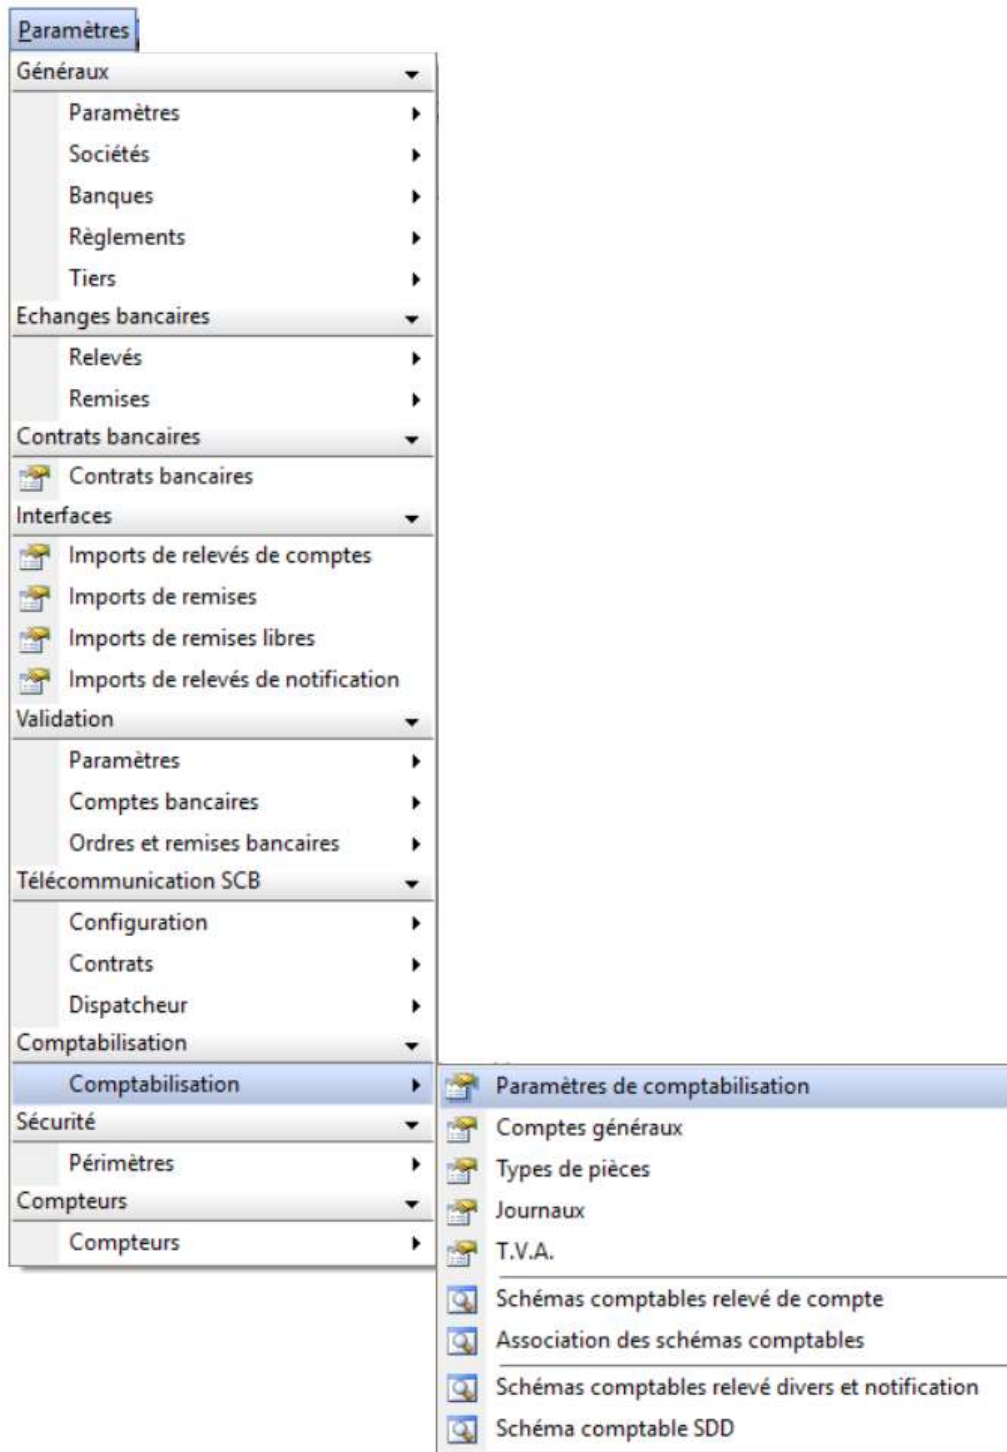 Paramètres
Généraux
Paramètres
Sociétés
Banques
Règlements
Tiers
Echanges bancaires
Relevés
Remises
Contrats bancaires
Contrats bancaires
Interfaces
Imports de relevés de comptes
Imports de remises
Imports de remises libres
Imports de relevés de notification
Validation
Paramètres
Comptes bancaires
Ordres et remises bancaires
Télécommunication SCB
Configuration
Contrats
Dispatcheur
Comptabilisation
Comptabilisation
Sécurité
Périmètres
Compteurs
Compteurs
Paramètres de comptabilisation
Comptes généraux
Types de pièces
Journaux
T.V.A.
Schémas comptables relevé de compte
Association des schémas comptables
Schémas comptables relevé divers et notification
Schéma comptable SDD